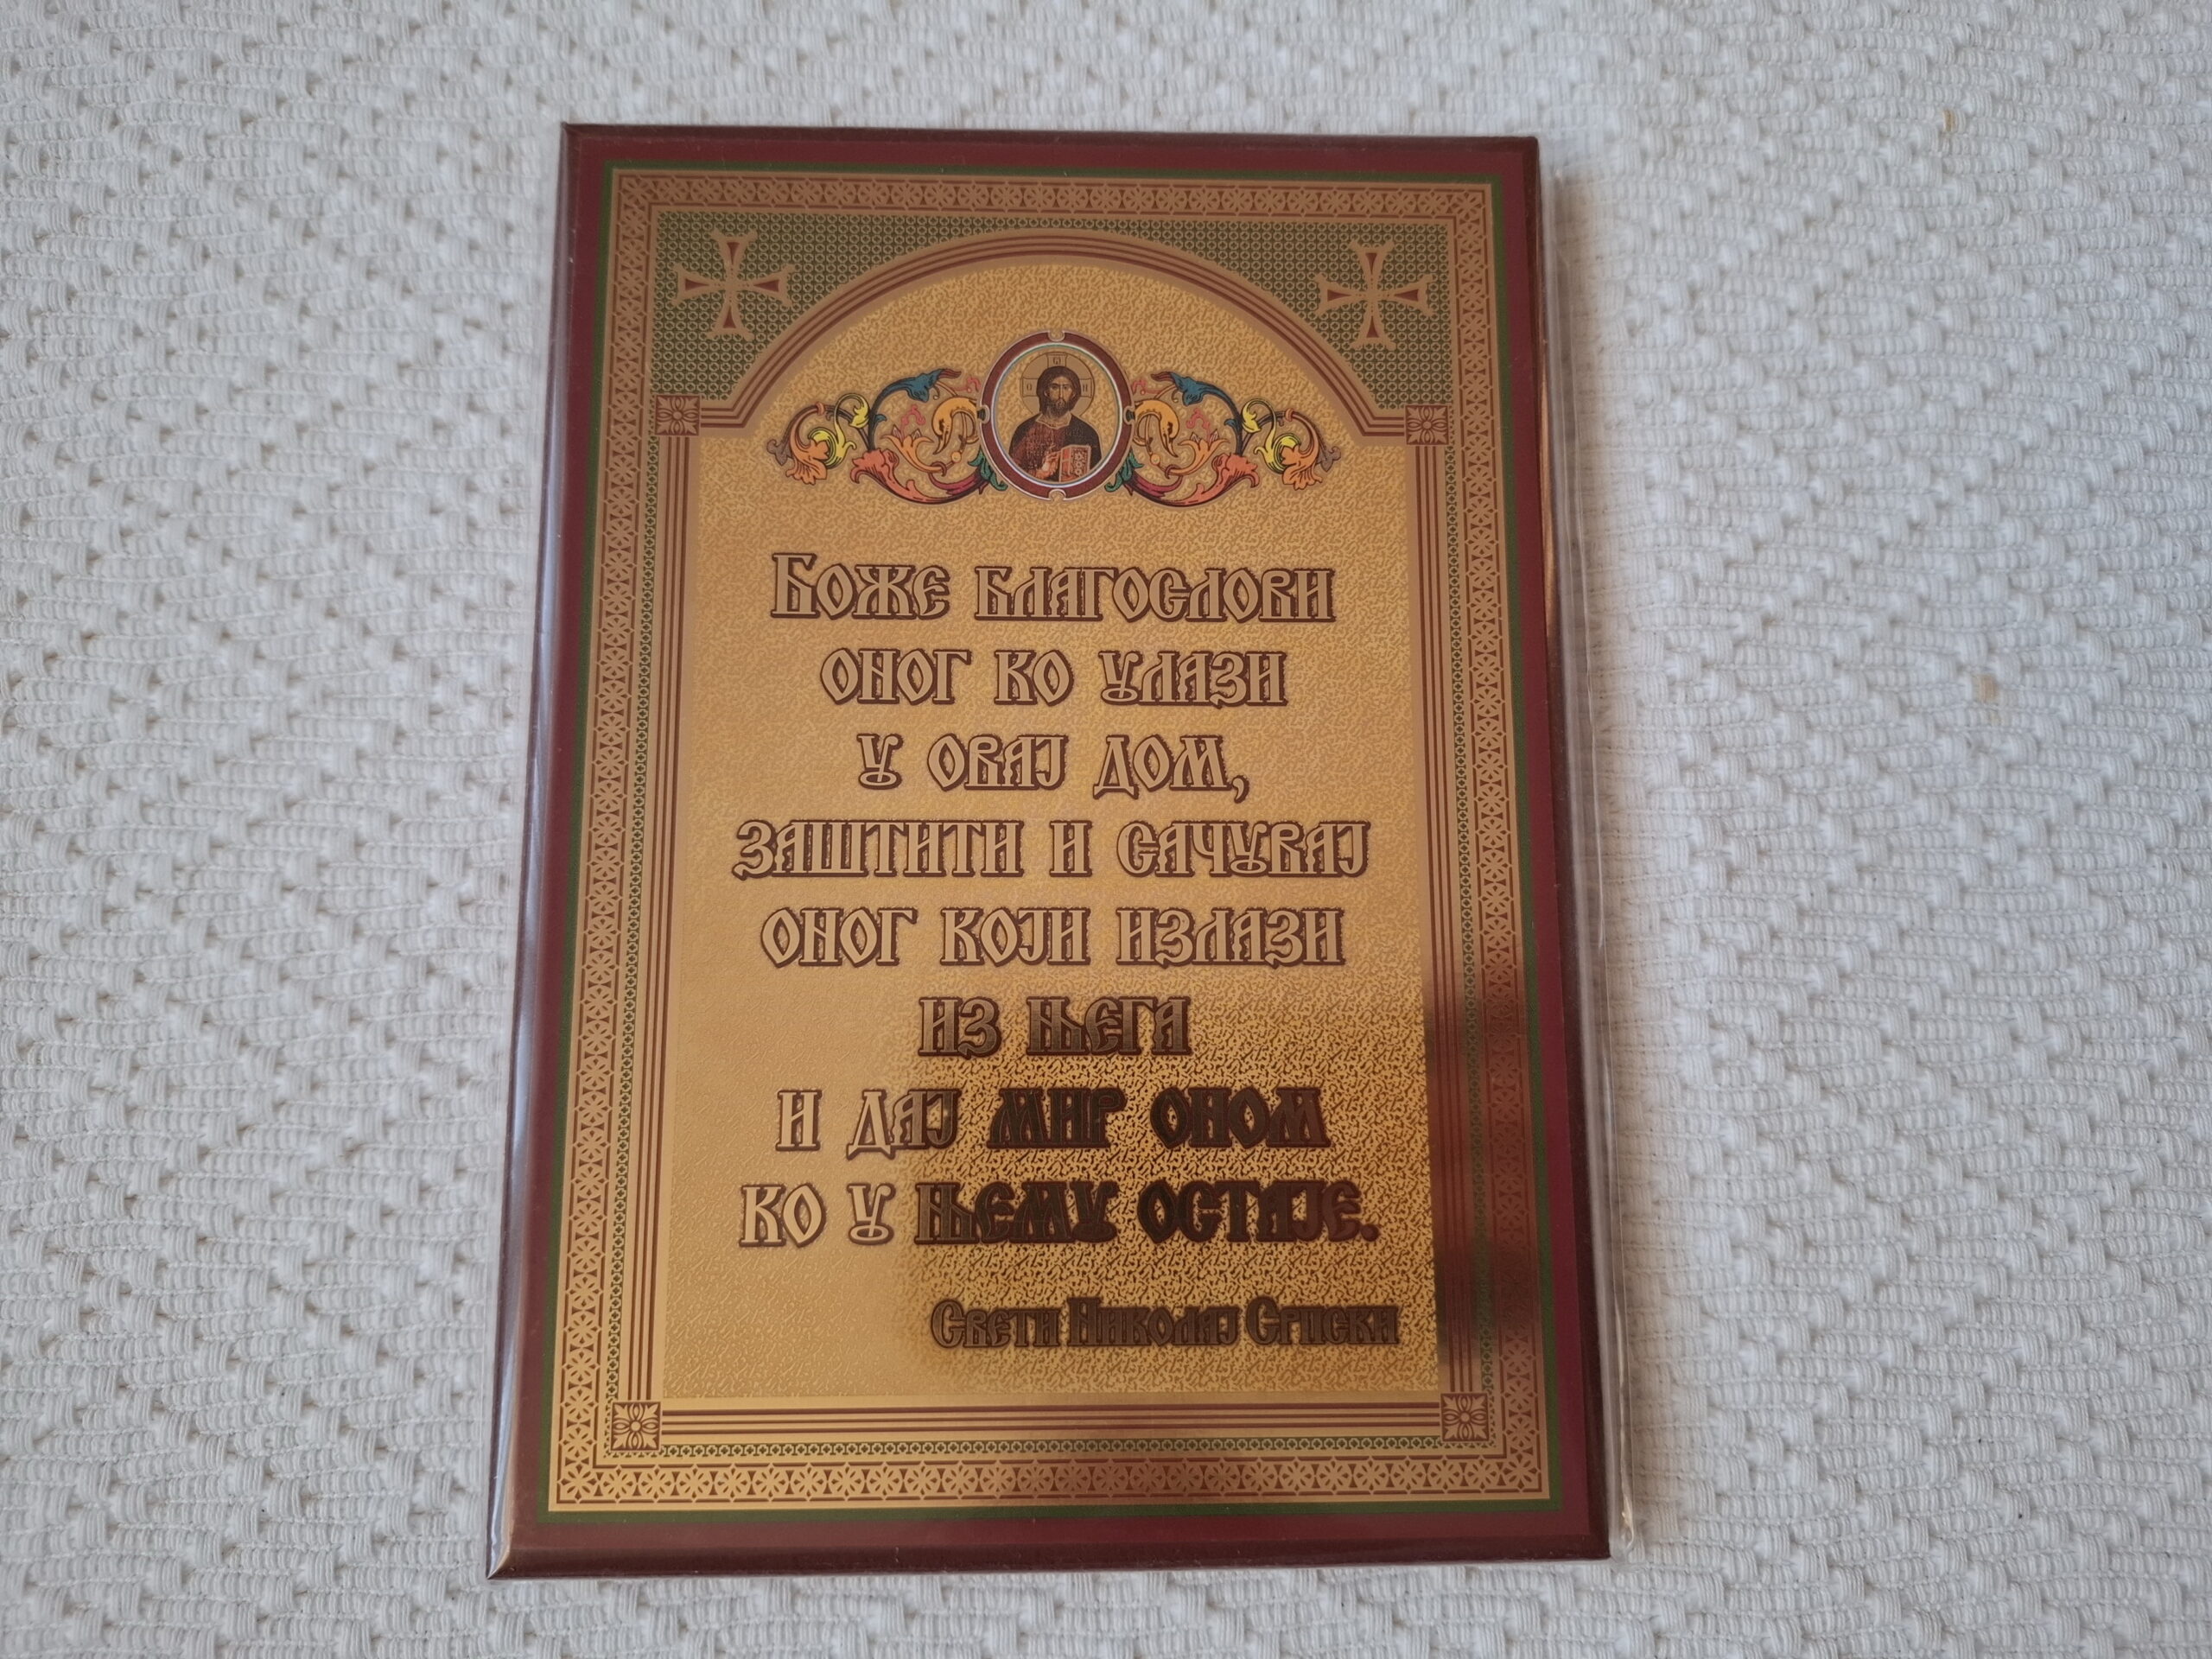 Боже благослови
оног ко улази
у овај дом,
заштити и сачувај
оног који излази
из њега
и дај мир оном
ко у њему остаје.
Свети Николај Српски